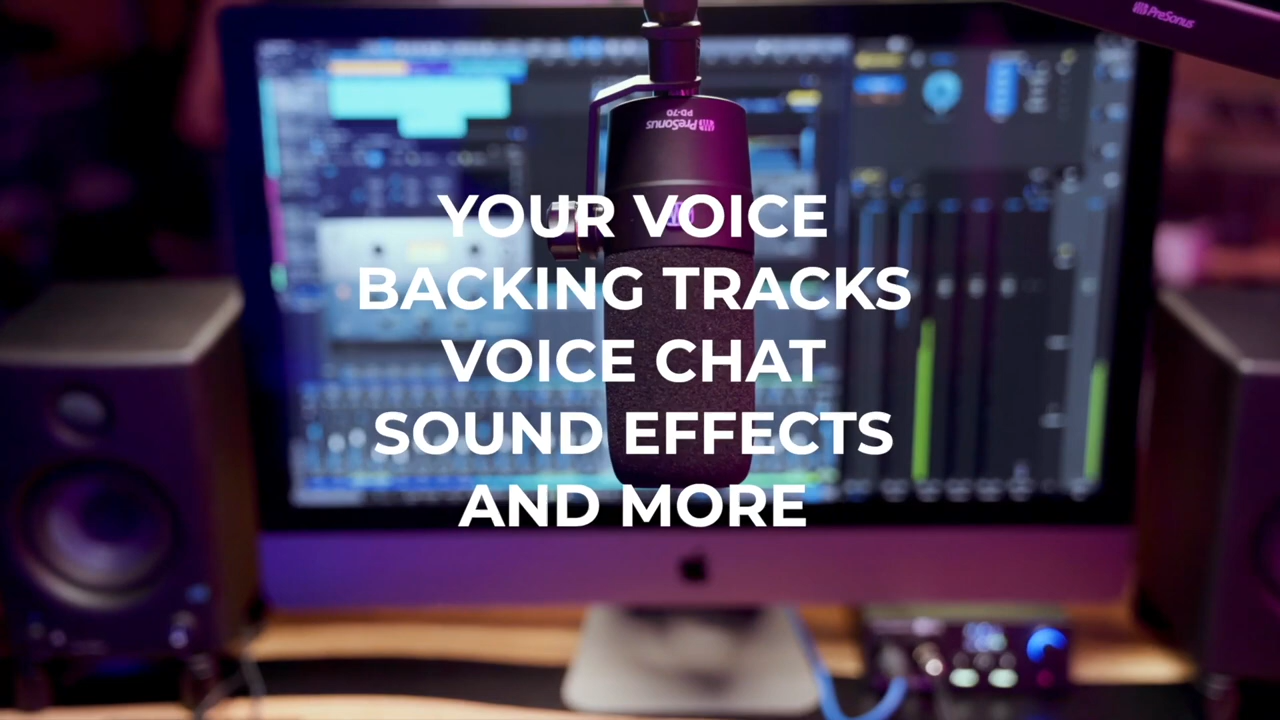 PreSonus
PreSonus
PD-70
YOUR VOICE
BACKING TRACKS
VOICE CHAT
SOUND EFFECTS
AND MORE